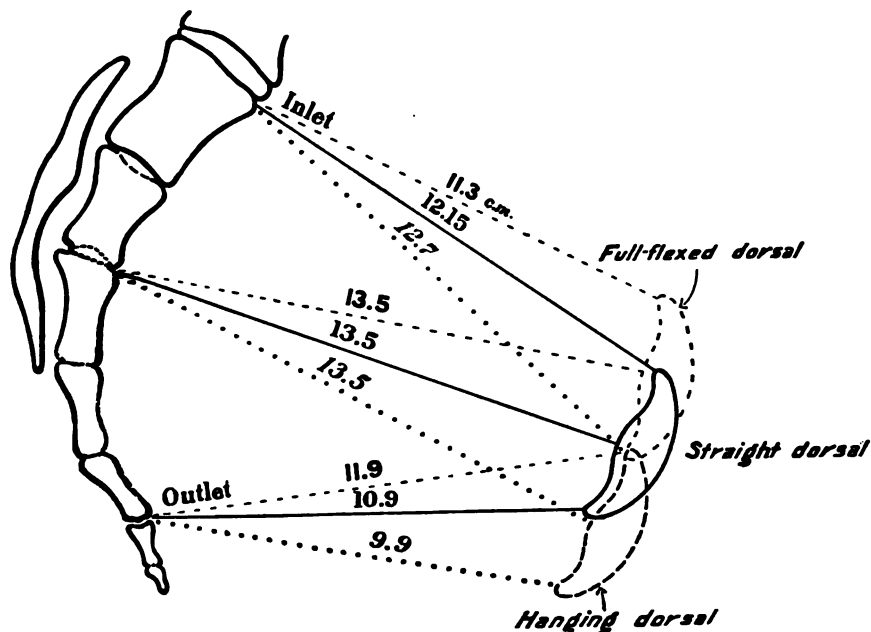 Inlet
11.3 c.m.
12.15
12.7
Full-flexed dorsal
13.5
13.5
13.5
Straight dorsal
11.9
Outlet
10.9
9.9
Hanging dorsal